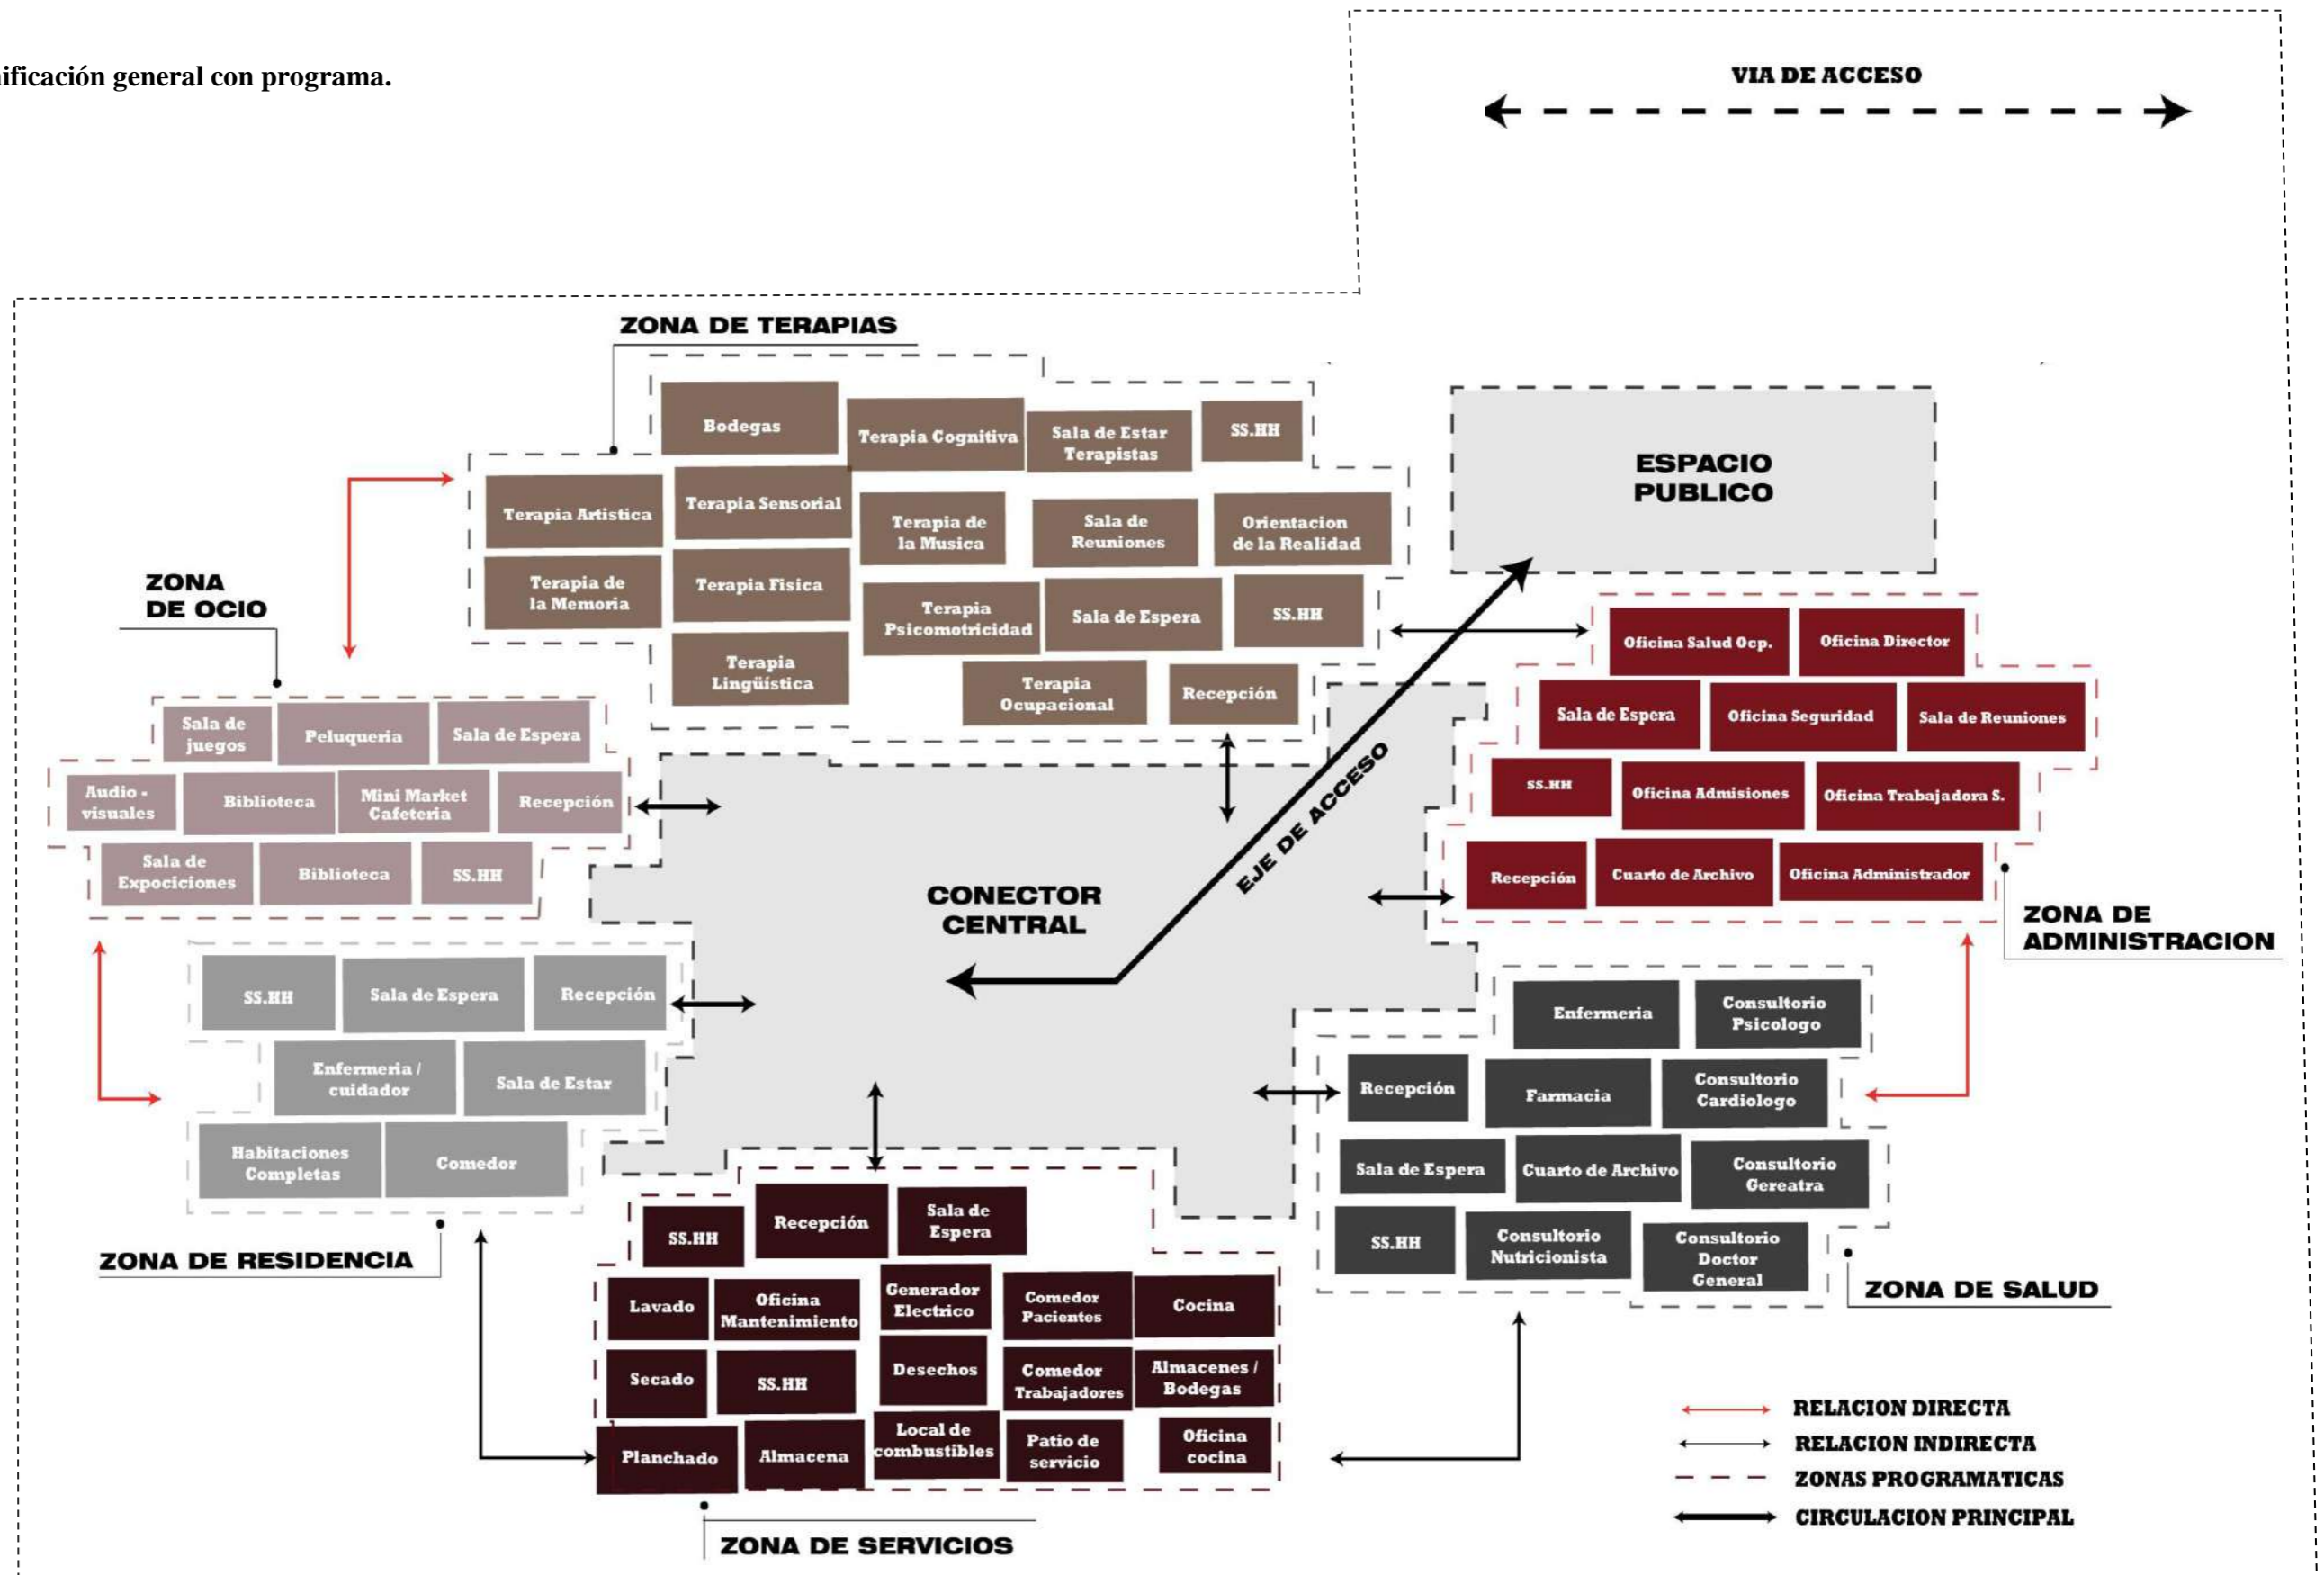 ificación general con programa.
VIA DE ACCESO
ZONA DE TERAPIAS
Bodegas
Terapia Cognitiva
Sala de Estar
Terapistas
SS.HH
Terapia Artistica
Terapia Sensorial
Terapia de
la Musica
Sala de
Reuniones
Orientacion
de la Realidad
Terapia de
la Memoria
Terapia Fisica
Terapia
Psicomotricidad
Sala de Espera
SS.HH
Terapia
Lingüística
Terapia
Ocupacional
Recepción
ESPACIO
PUBLICO
ZONA
DE OCIO
Sala de
juegos
Peluqueria
Sala de Espera
Audio -
visuales
Biblioteca
Mini Market
Cafeteria
Recepción
Sala de
Expociciones
Biblioteca
SS.HH
CONECTOR
CENTRAL
EJE DE ACCESO
Oficina Salud Ocp.
Oficina Director
Sala de Espera
Oficina Seguridad
Sala de Reuniones
SS.HH
Oficina Admisiones
Oficina Trabajadora S.
Recepción
Cuarto de Archivo
Oficina Administrador
ZONA DE
ADMINISTRACION
SS.HH
Sala de Espera
Recepción
Enfermeria /
cuidador
Sala de Estar
Habitaciones
Completas
Comedor
ZONA DE RESIDENCIA
Enfermeria
Consultorio
Psicologo
Recepción
Farmacia
Consultorio
Cardiologo
Sala de Espera
Cuarto de Archivo
Consultorio
Gereatra
SS.HH
Consultorio
Nutricionista
Consultorio
Doctor
General
ZONA DE SALUD
SS.HH
Recepción
Sala de
Espera
Lavado
Oficina
Mantenimiento
Generador
Electrico
Comedor
Pacientes
Cocina
Secado
SS.HH
Desechos
Comedor
Trabajadores
Almacenes /
Bodegas
Planchado
Almacena
Local de
combustibles
Patio de
servicio
Oficina
cocina
ZONA DE SERVICIOS
RELACION DIRECTA
RELACION INDIRECTA
ZONAS PROGRAMATICAS
CIRCULACION PRINCIPAL